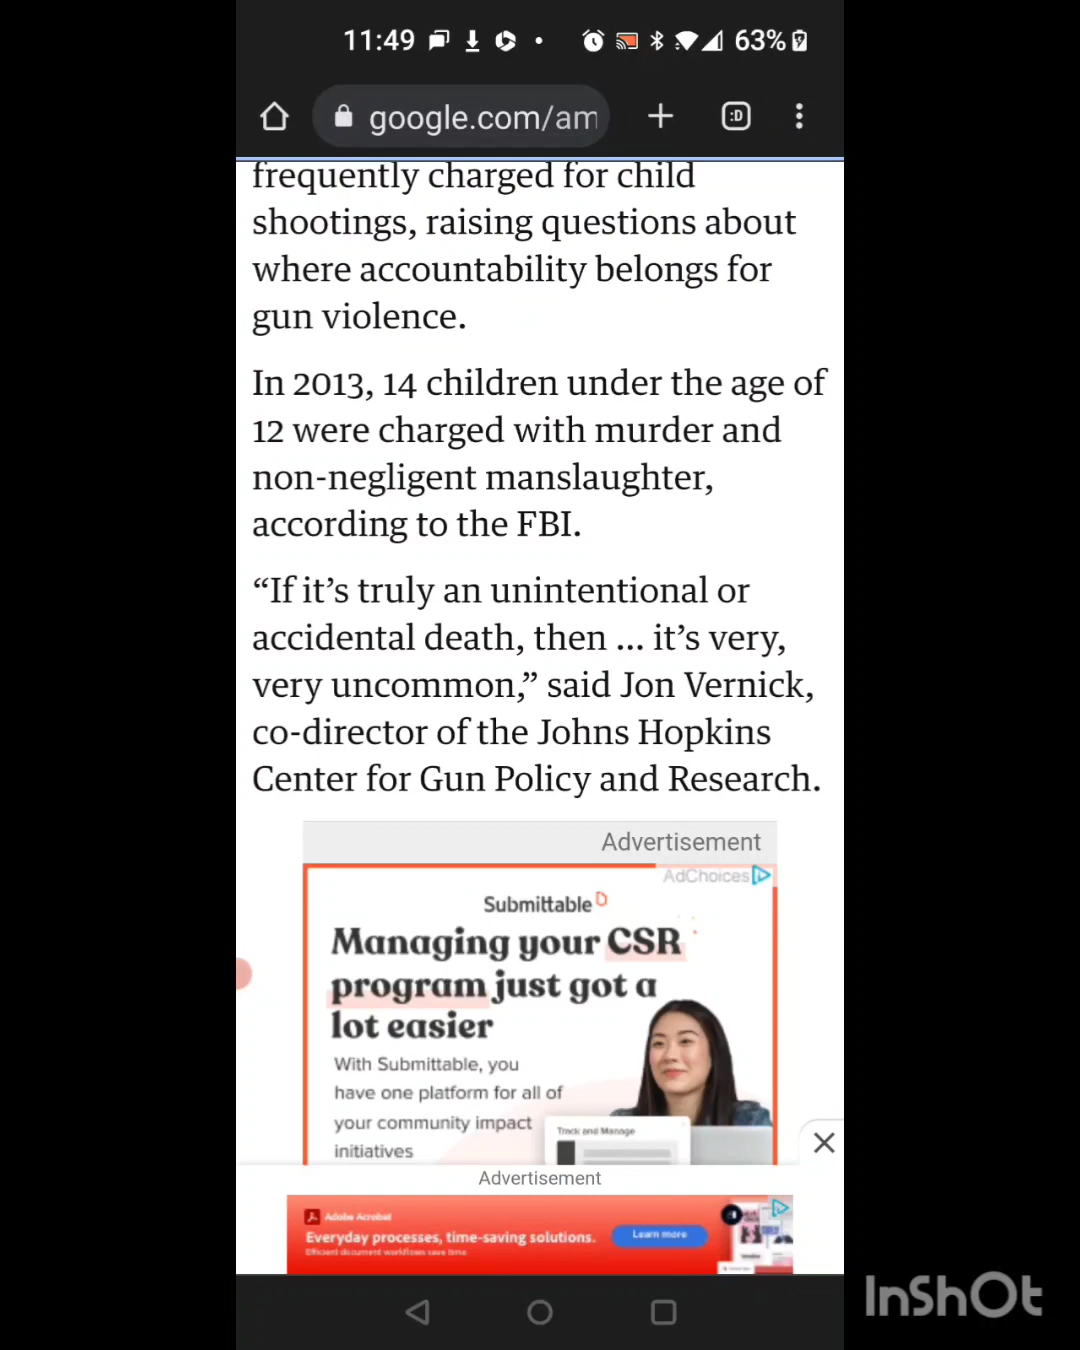 11:49
63%
google.com/am
:D
frequently charged for child
shootings, raising questions about
where accountability belongs for
gun violence.
In 2013, 14 children under the age of
12 were charged with murder and
non-negligent manslaughter,
according to the FBI.
“If it’s truly an unintentional or
accidental death, then ... it’s very,
very uncommon,” said Jon Vernick,
co-director of the Johns Hopkins
Center for Gun Policy and Research.
Advertisement
AdChoices
Submittable
Managing your CSR
program just got a
lot easier
With Submittable, you
have one platform for all of
your community impact
initiatives
Track and Manage
Advertisement
Adobe Acrobat
Everyday processes, time-saving solutions.
Efficient document workflows save time.
Learn more
InShOt